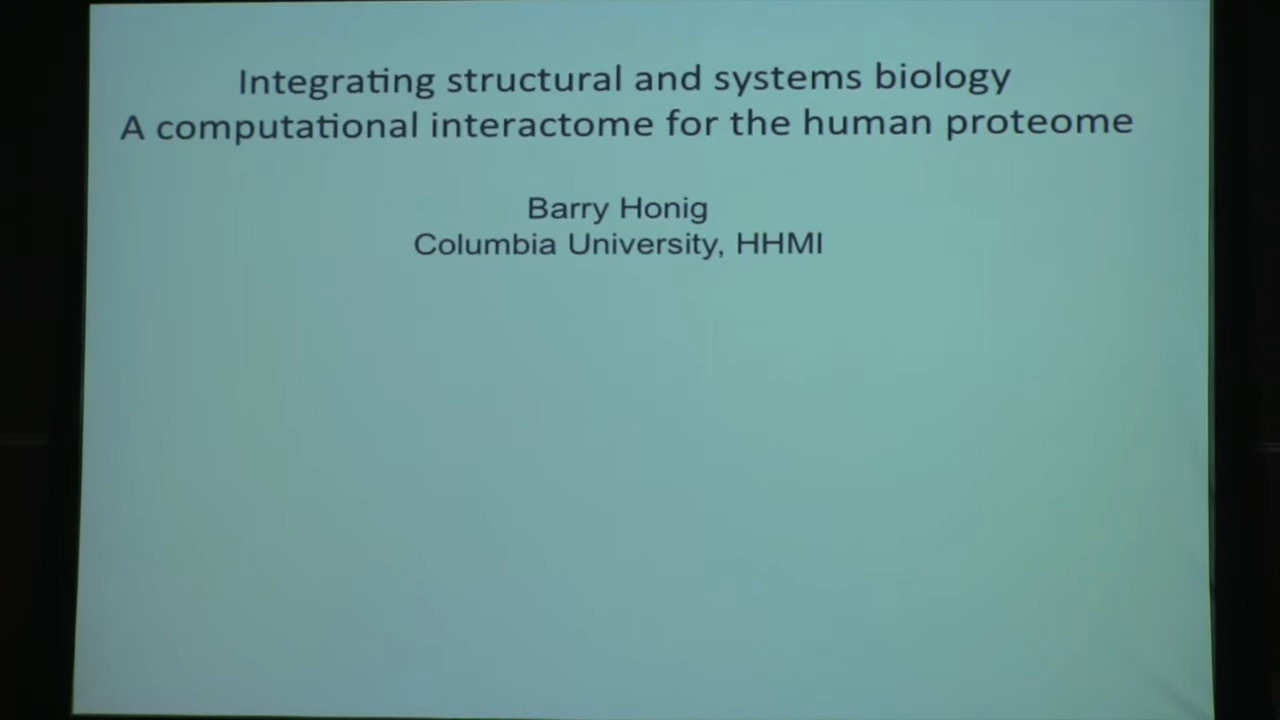 Integrating structural and systems biology
A computational interactome for the human proteome
Barry Honig
Columbia University, HHMI